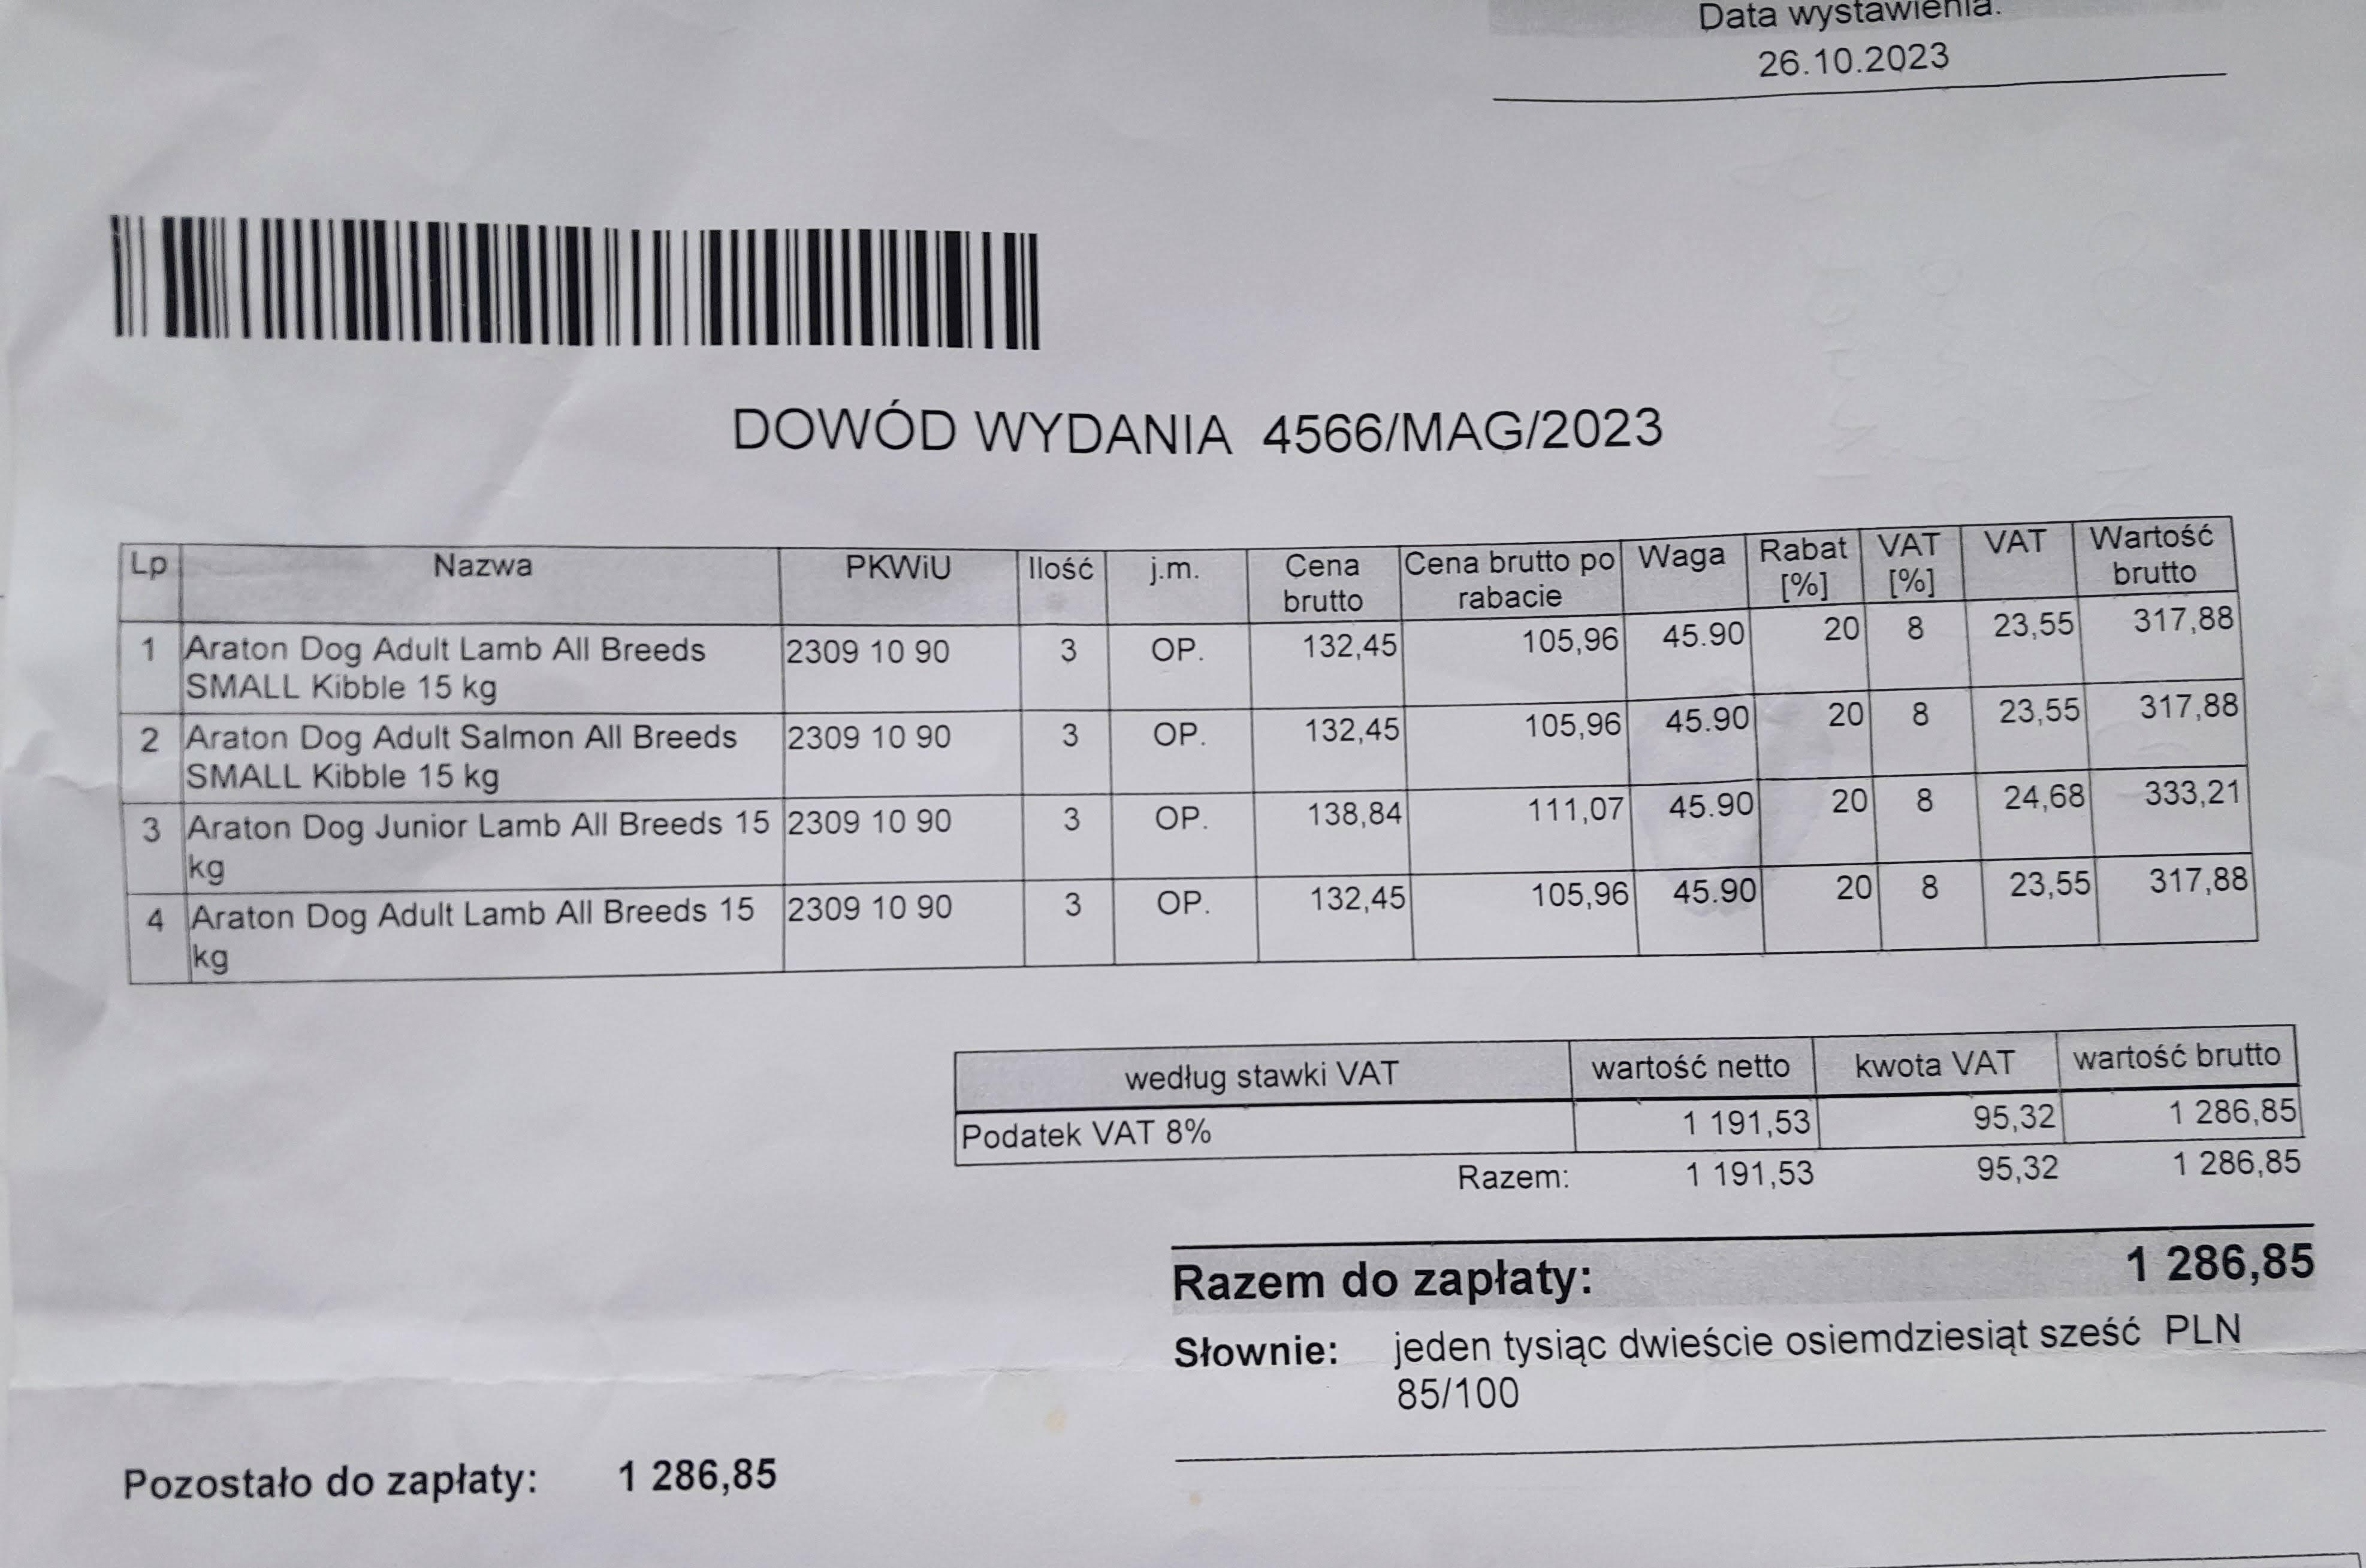 Data wystawienia:
26.10.2023
DOWÓD WYDANIA 4566/MAG/2023
Lp Nazwa PKWiU Ilość j.m. Cena brutto Cena brutto po rabacie Waga Rabat [%] VAT [%] VAT Wartość brutto
1 Araton Dog Adult Lamb All Breeds 2309 10 90 3 OP. 132,45 105,96 45.90 20 8 23,55 317,88
SMALL Kibble 15 kg
2 Araton Dog Adult Salmon All Breeds 2309 10 90 3 OP. 132,45 105,96 45.90 20 8 23,55 317,88
SMALL Kibble 15 kg
3 Araton Dog Junior Lamb All Breeds 15 2309 10 90 3 OP. 138,84 111,07 45.90 20 8 24,68 333,21
kg
4 Araton Dog Adult Lamb All Breeds 15 2309 10 90 3 OP. 132,45 105,96 45.90 20 8 23,55 317,88
kg
według stawki VAT wartość netto kwota VAT wartość brutto
Podatek VAT 8% 1 191,53 95,32 1 286,85
Razem: 1 191,53 95,32 1 286,85
Razem do zapłaty: 1 286,85
Słownie: jeden tysiąc dwieście osiemdziesiąt sześć PLN
85/100
Pozostało do zapłaty: 1 286,85